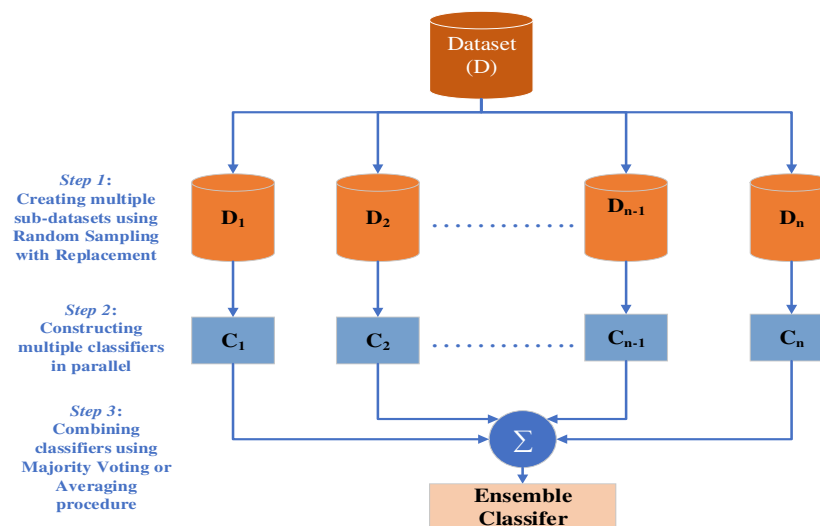 Dataset
(D)
Step 1:
Creating multiple
sub-datasets using
Random Sampling
with Replacement
D1
D2
. . . . . . . . . . . . .
Dn-1
Dn
Step 2:
Constructing
multiple classifiers
in parallel
C1
C2
. . . . . . . . . . . . .
Cn-1
Cn
Step 3:
Combining
classifiers using
Majority Voting or
Averaging
procedure
Σ
Ensemble
Classifer